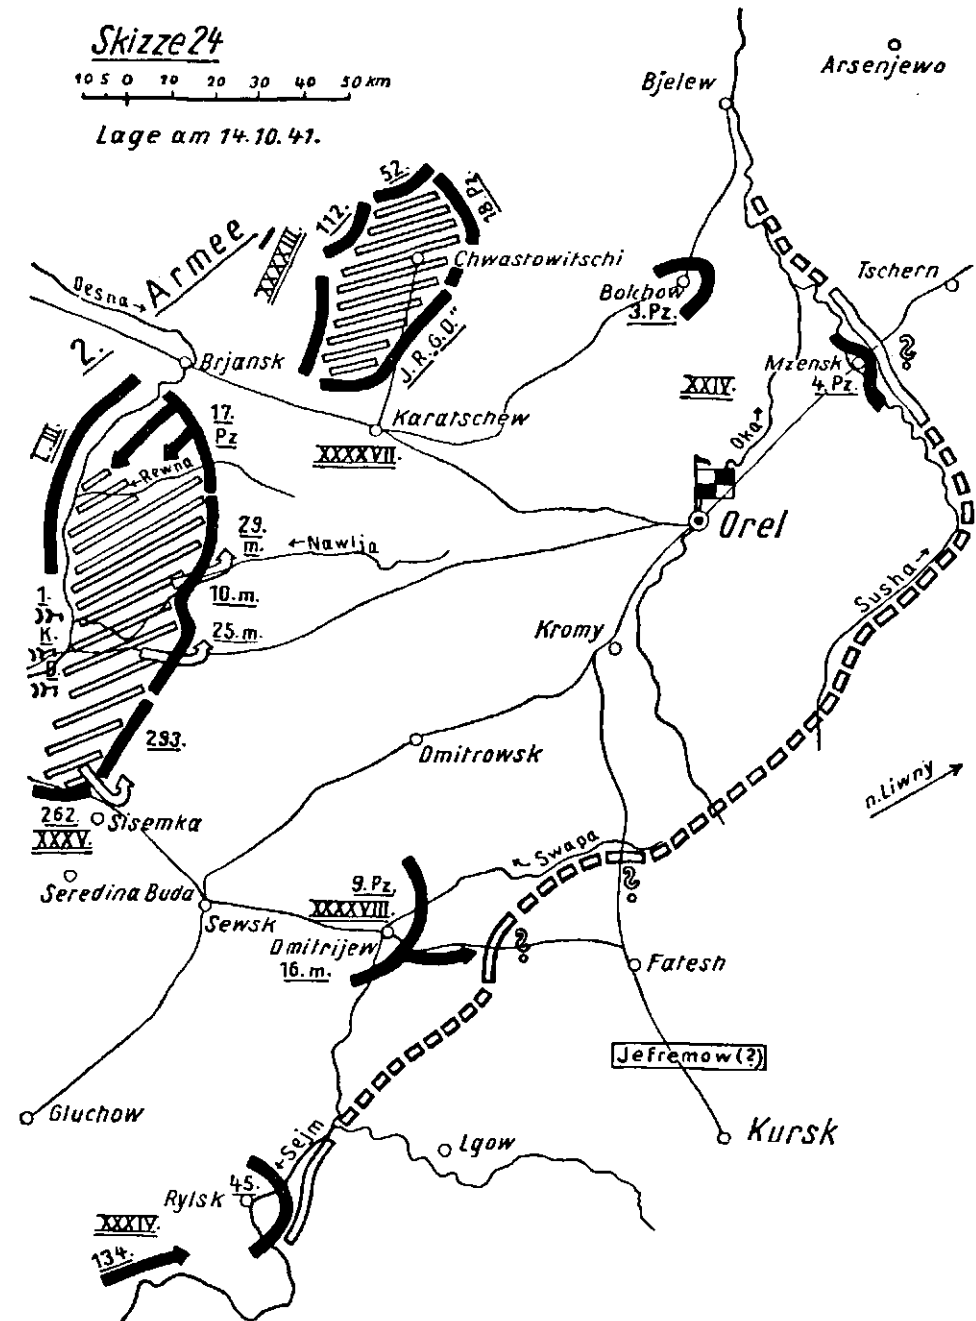 Skizze 24
10 5 0 10 20 30 40 50 km
Lage am 14.10.41.
Arsenjewo
Bjelew
52.
18.Pz.
112.
XXXXIII.
2. Armee
Desna →
Chwastowitschi
Tschern
Bolchow
3.Pz.
Brjansk
J.R."G.D."
Mzensk
4.Pz.
?
XXIV.
L III.
17.
Pz
Karatschew
XXXXVII.
Oka →
← Rewna
Orel
29.
m.
← Nawlja
10.m.
25.m.
1.
K.
D.
Susha →
Kromy
293.
Dmitrowsk
n. Liwny
262.
XXXV.
Sisemka
← Swapa
Seredina Buda
Sewsk
9.Pz.
XXXXVIII.
Dmitrijew
16.m.
?
?
Fatesh
Jefremow (?)
Gluchow
Kursk
Lgow
← Sejm
45.
Rylsk
XXXIV.
134.